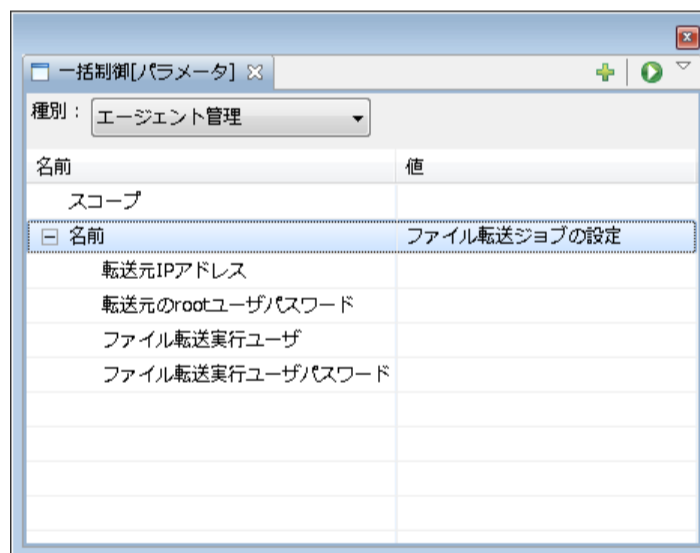 一括制御[パラメータ]
種別： エージェント管理
名前 値
スコープ
名前 ファイル転送ジョブの設定
転送元IPアドレス
転送元のrootユーザパスワード
ファイル転送実行ユーザ
ファイル転送実行ユーザパスワード